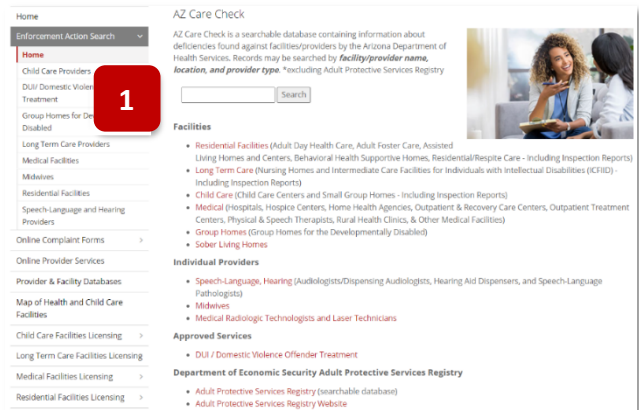 Home
Enforcement Action Search
Home
Child Care Providers
DUI/ Domestic
Treatment
Group Homes for
Disabled
Long Term Care Providers
Medical Facilities
Midwives
Residential Facilities
Speech-Language and Hearing
Providers
Online Complaint Forms >
Online Provider Services
Provider & Facility Databases
Map of Health and Child Care
Facilities
Child Care Facilities Licensing >
Long Term Care Facilities Licensing
Medical Facilities Licensing >
Residential Facilities Licensing >
1
AZ Care Check
AZ Care Check is a searchable database containing information about
deficiencies found against facilities/providers by the Arizona Department of
Health Services. Records may be searched by facility/provider name,
location, and provider type. *excluding Adult Protective Services Registry
Search
Facilities
• Residential Facilities (Adult Day Health Care, Adult Foster Care, Assisted
Living Homes and Centers, Behavioral Health Supportive Homes, Residential/Respite Care - Including Inspection Reports)
• Long Term Care (Nursing Homes and Intermediate Care Facilities for Individuals with Intellectual Disabilities (ICFIID) -
Including Inspection Reports)
• Child Care (Child Care Centers and Small Group Homes - Including Inspection Reports)
• Medical (Hospitals, Hospice Centers, Home Health Agencies, Outpatient & Recovery Care Centers, Outpatient Treatment
Centers, Physical & Speech Therapists, Rural Health Clinics, & Other Medical Facilities)
• Group Homes (Group Homes for the Developmentally Disabled)
• Sober Living Homes
Individual Providers
• Speech-Language, Hearing (Audiologists/Dispensing Audiologists, Hearing Aid Dispensers, and Speech-Language
Pathologists)
• Midwives
• Medical Radiologic Technologists and Laser Technicians
Approved Services
• DUI / Domestic Violence Offender Treatment
Department of Economic Security Adult Protective Services Registry
• Adult Protective Services Registry (searchable database)
• Adult Protective Services Registry Website